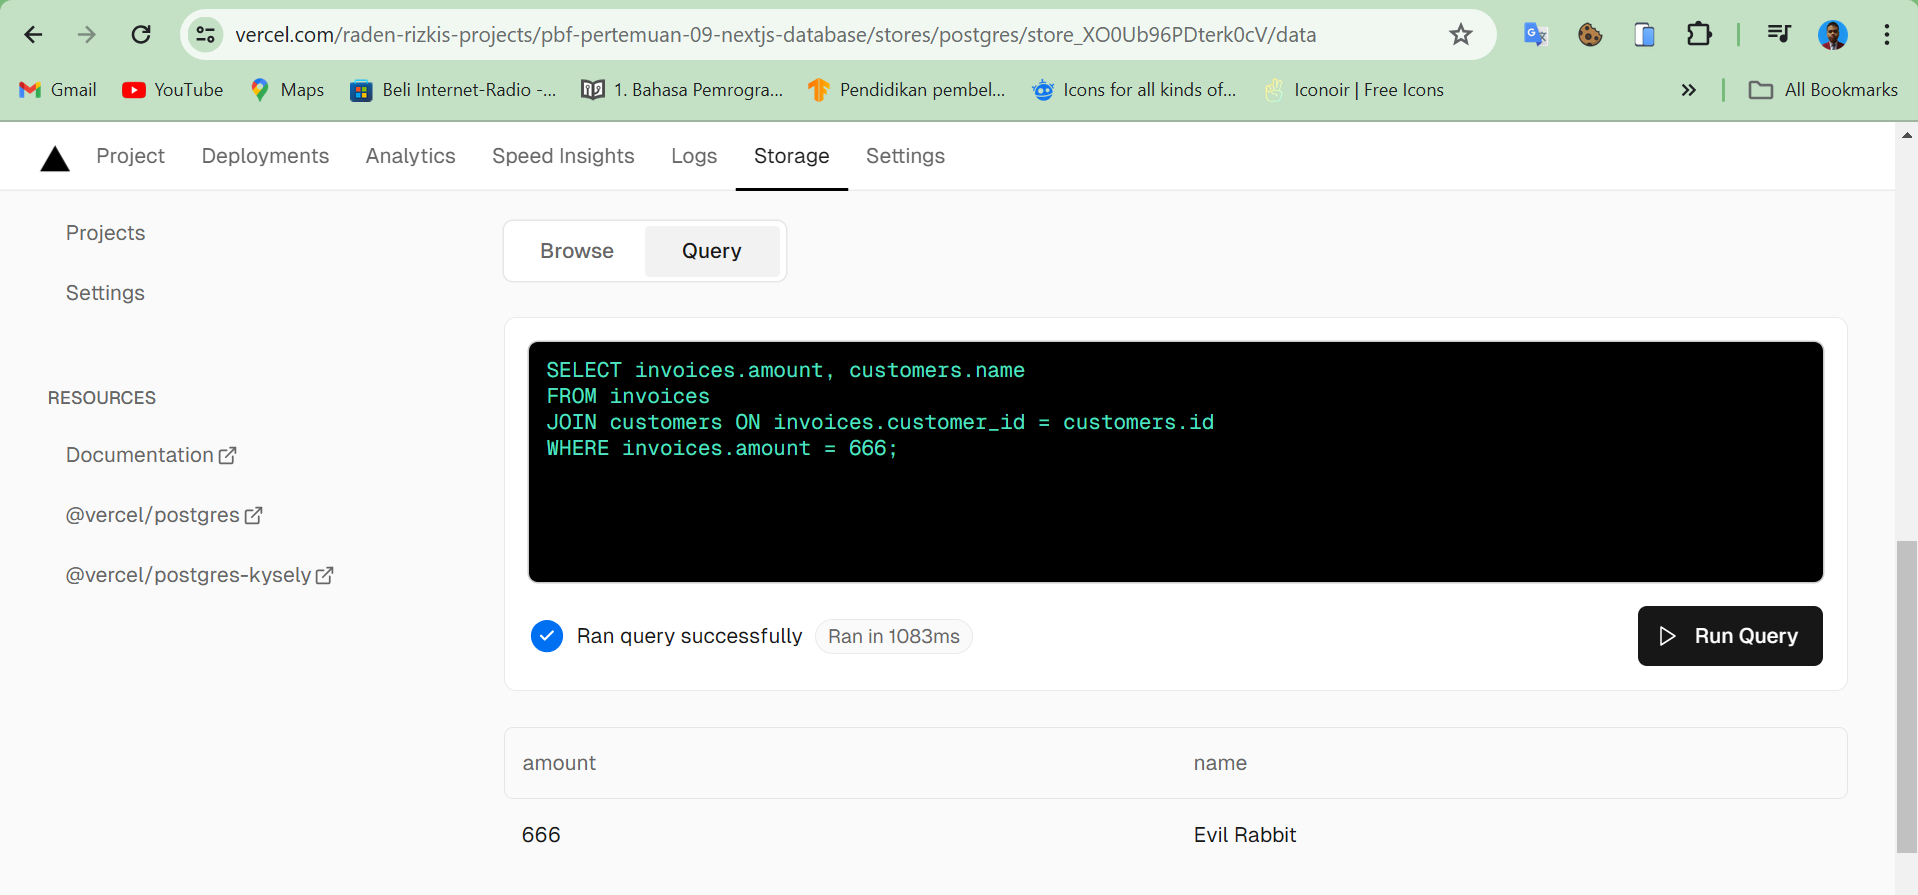 vercel.com/raden-rizkis-projects/pbf-pertemuan-09-nextjs-database/stores/postgres/store_XO0Ub96PDterk0cV/data
Gmail YouTube Maps Beli Internet-Radio -... 1. Bahasa Pemrogra... Pendidikan pembel... Icons for all kinds of... Iconoir | Free Icons » All Bookmarks
Project Deployments Analytics Speed Insights Logs Storage Settings
Projects
Settings
RESOURCES
Documentation
@vercel/postgres
@vercel/postgres-kysely
Browse Query
SELECT invoices.amount, customers.name
FROM invoices
JOIN customers ON invoices.customer_id = customers.id
WHERE invoices.amount = 666;
Ran query successfully Ran in 1083ms Run Query
amount name
666 Evil Rabbit